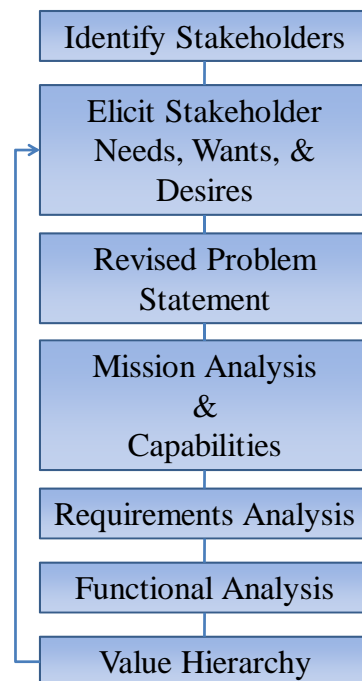 Identify Stakeholders
Elicit Stakeholder
Needs, Wants, &
Desires
Revised Problem
Statement
Mission Analysis
&
Capabilities
Requirements Analysis
Functional Analysis
Value Hierarchy